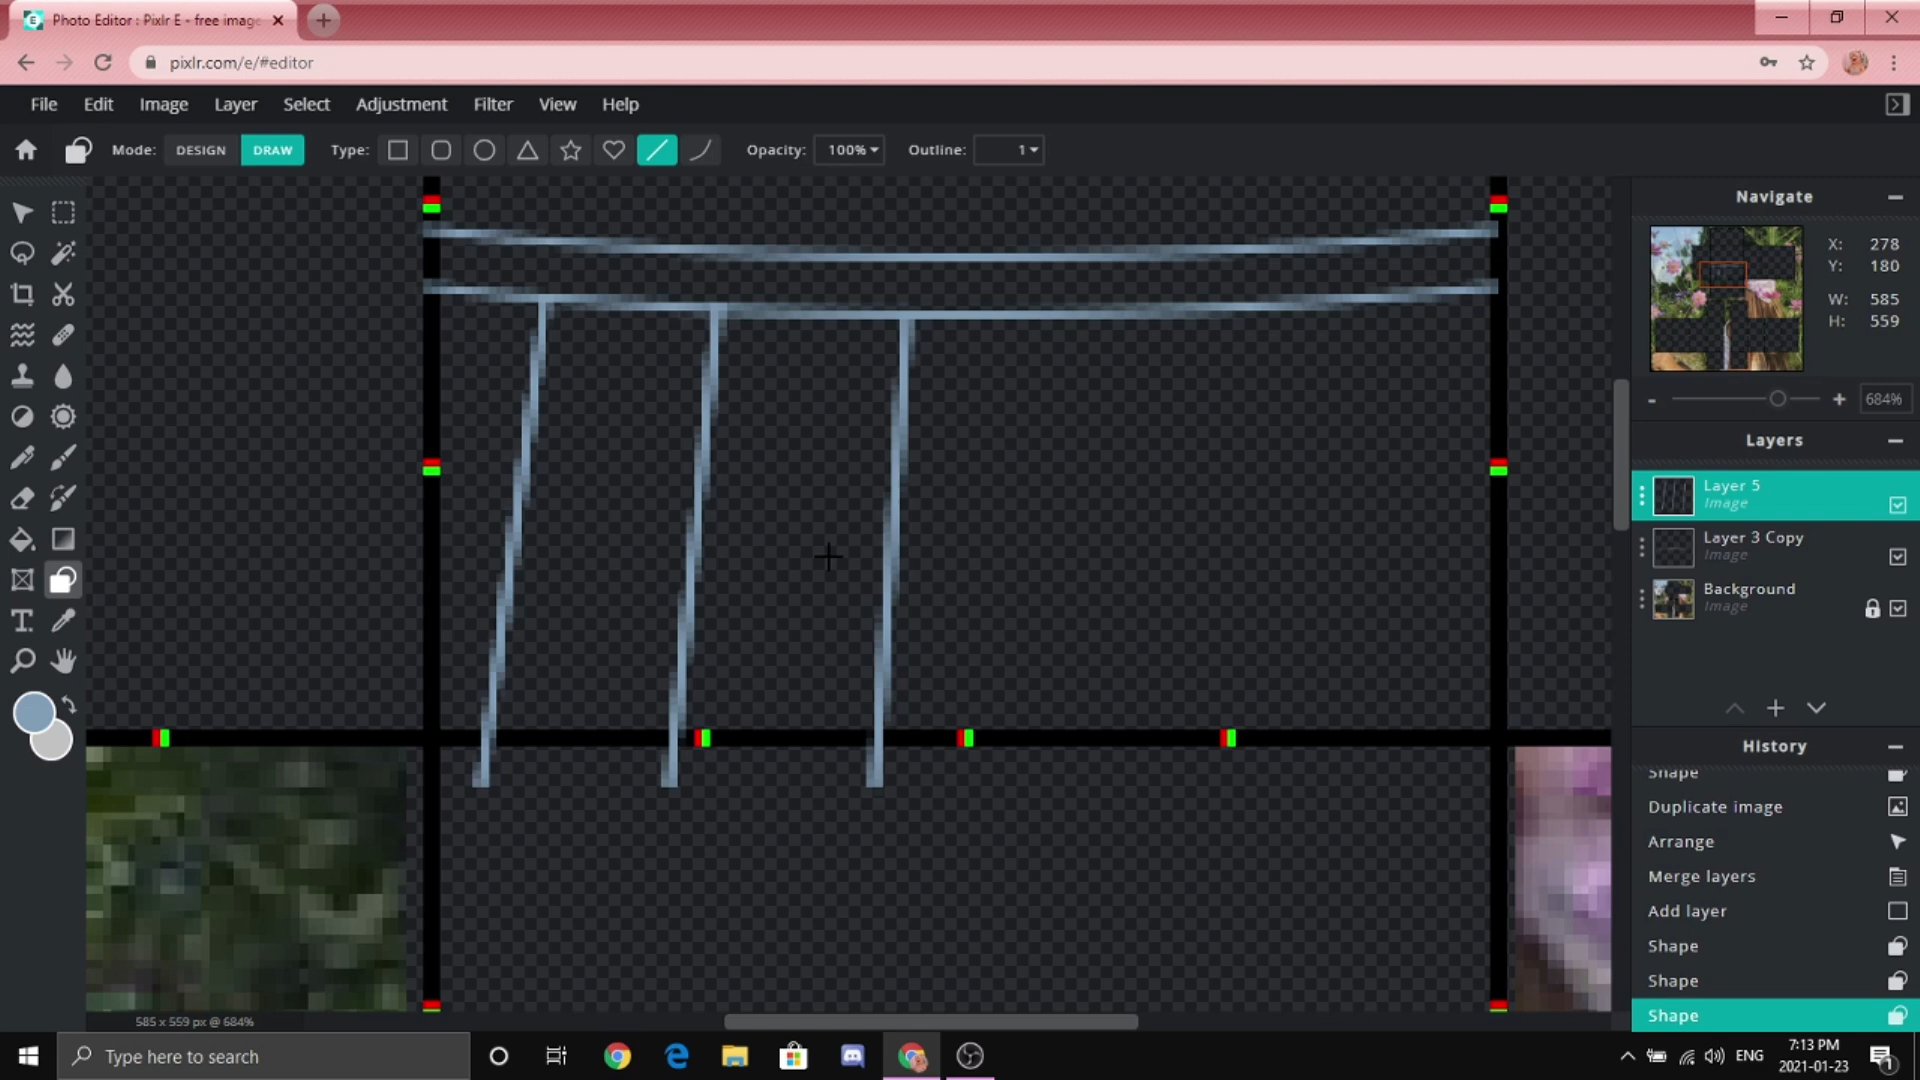 Photo Editor : Pixlr E - free imag
pixlr.com/e/#editor
File Edit Image Layer Select Adjustment Filter View Help
Mode: DESIGN DRAW Type: Opacity: 100% Outline: 1
Navigate
X: 278
Y: 180
W: 585
H: 559
- + 684%
Layers
Layer 5
Image
Layer 3 Copy
Image
Background
Image
History
Shape
Duplicate image
Arrange
Merge layers
Add layer
Shape
Shape
Shape
585 x 559 px @ 684%
Type here to search
ENG
7:13 PM
2021-01-23
1